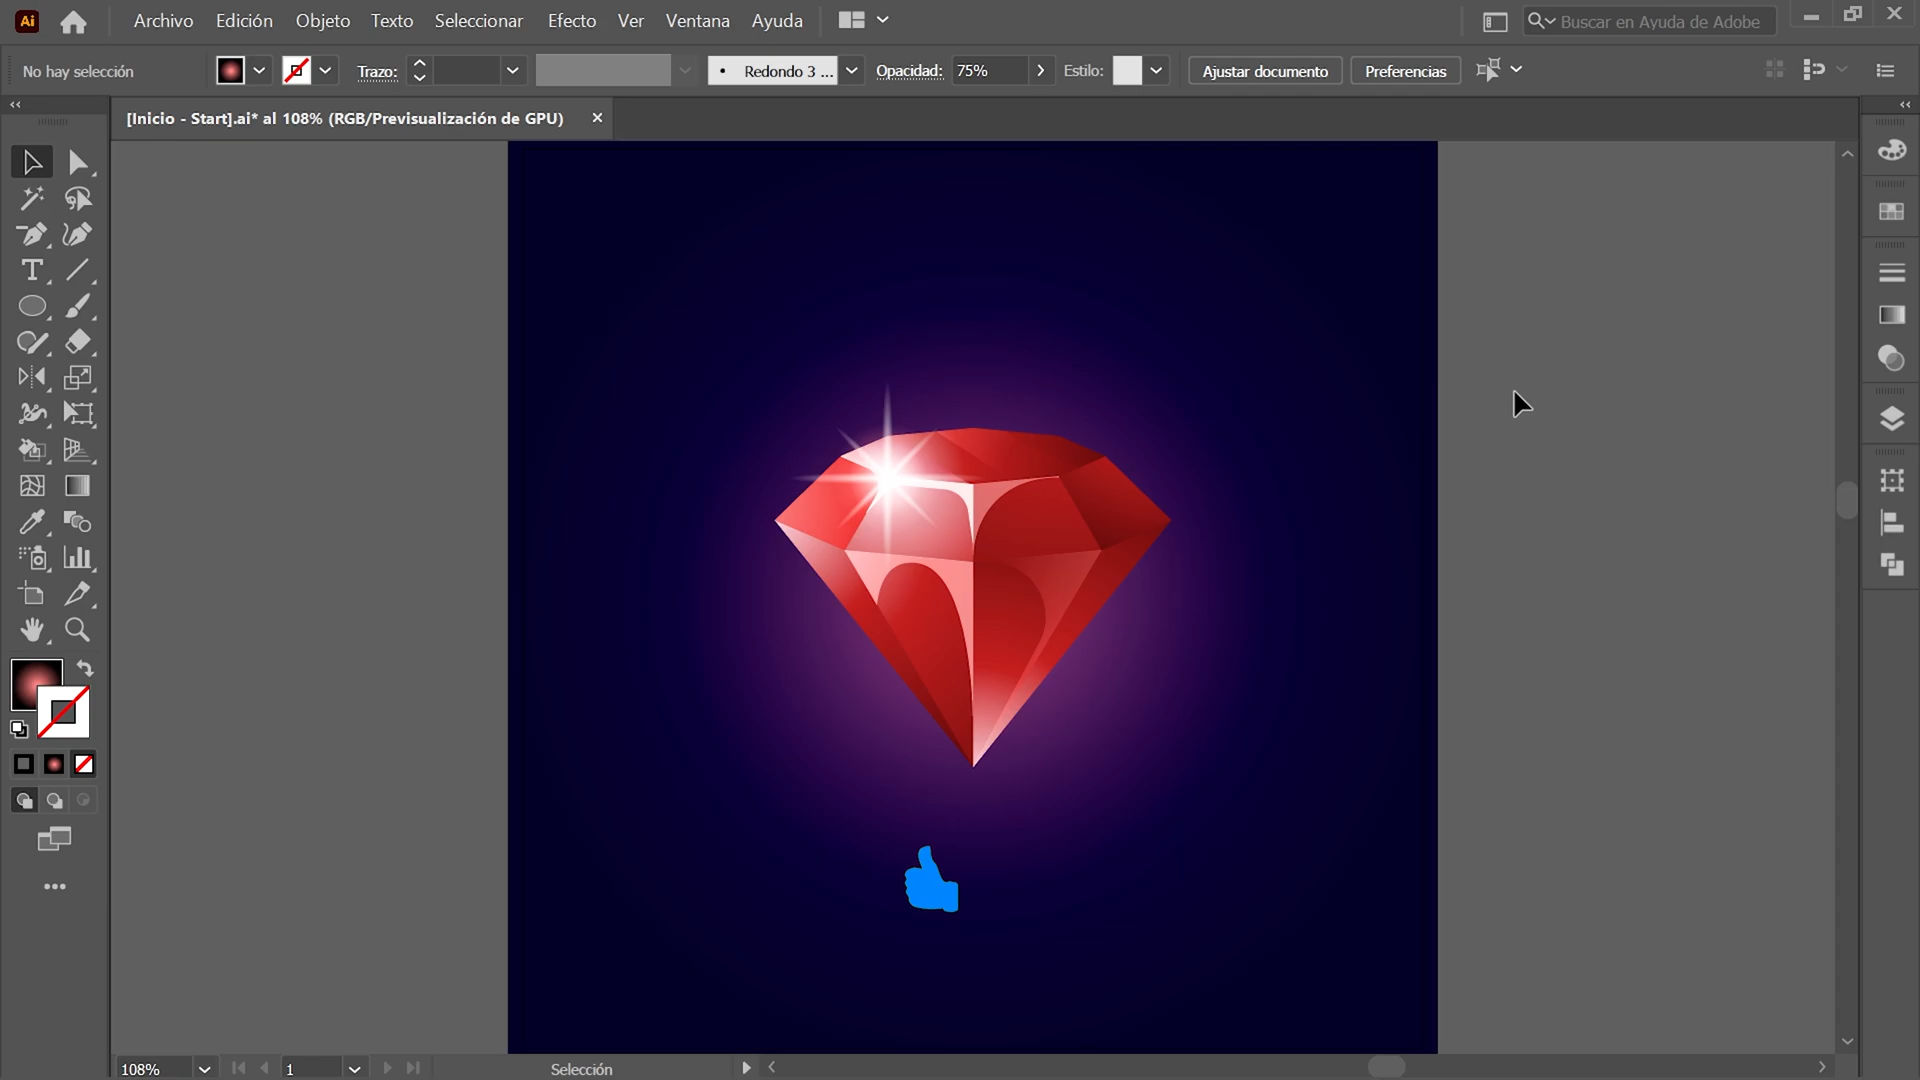 Ai Archivo Edición Objeto Texto Seleccionar Efecto Ver Ventana Ayuda Buscar en Ayuda de Adobe
No hay selección Trazo: Redondo 3 ... Opacidad: 75% Estilo: Ajustar documento Preferencias
[Inicio - Start].ai* al 108% (RGB/Previsualización de GPU)
108% 1 Selección